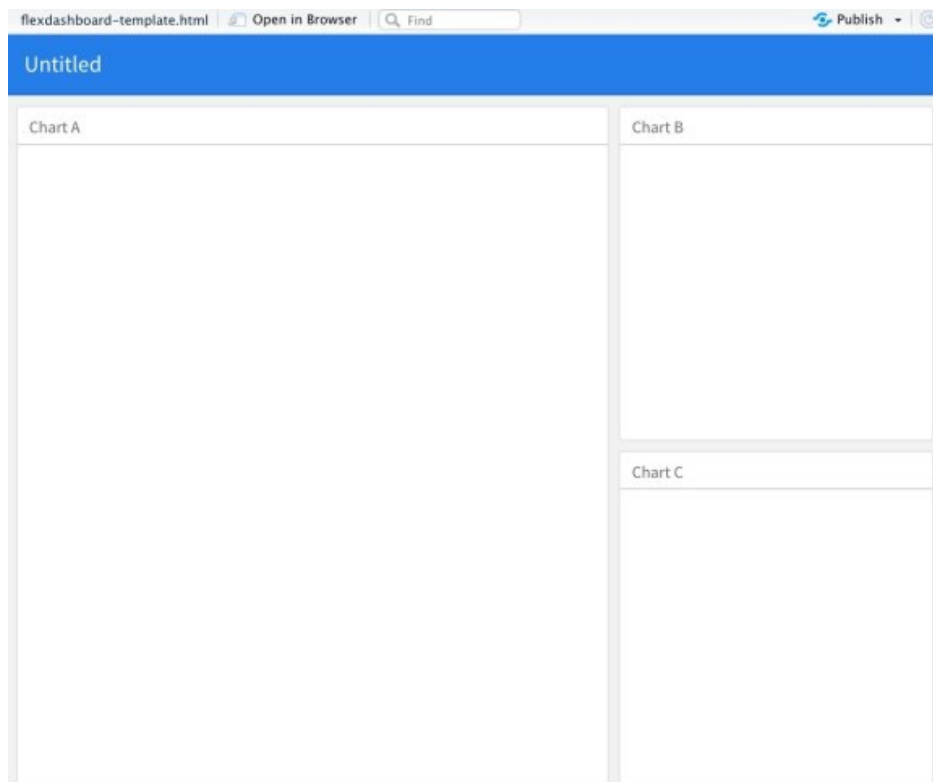 flexdashboard-template.html Open in Browser Find Publish
Untitled
Chart A
Chart B
Chart C